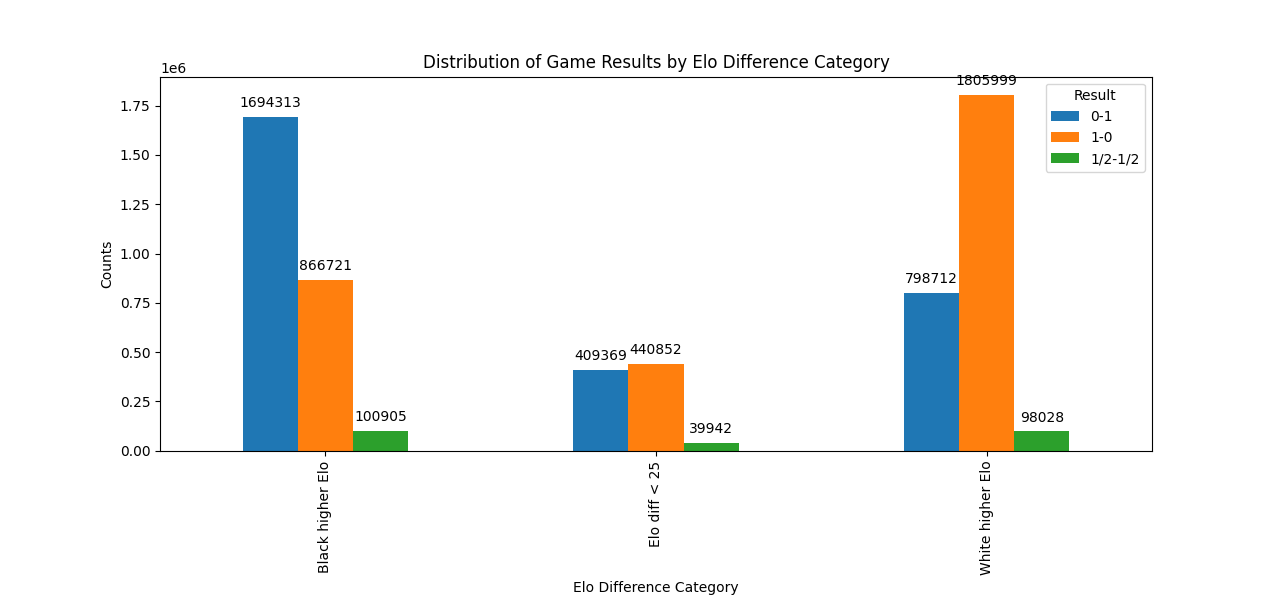 Distribution of Game Results by Elo Difference Category
1e6
1805999
Result
0-1
1-0
1/2-1/2
1694313
866721
100905
409369
440852
39942
798712
98028
1.75
1.50
1.25
1.00
0.75
0.50
0.25
0.00
Counts
Black higher Elo
Elo diff < 25
White higher Elo
Elo Difference Category